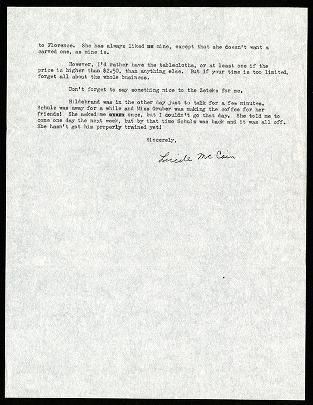 to Florence. She has always liked mine, except that she doesn't want a
carved one, as mine is.
However, I'd rather have the tablecloths, or at least one if the
price is higher than $2.50, than anything else. But if your time is too limited,
forget all about the whole business.
Don't forget to say something nice to the Zeisks for me.
Hildebrand was in the other day just to talk for a few minutes.
Schulz was away for a while and Miss Gruber was making the coffee for her
friends! She asked me once, but I couldn't go that day. She told me to
come one day the next week, but by that time Schulz was back and it was all off.
She hasn't got him properly trained yet!
Sincerely,
Lucile McCain